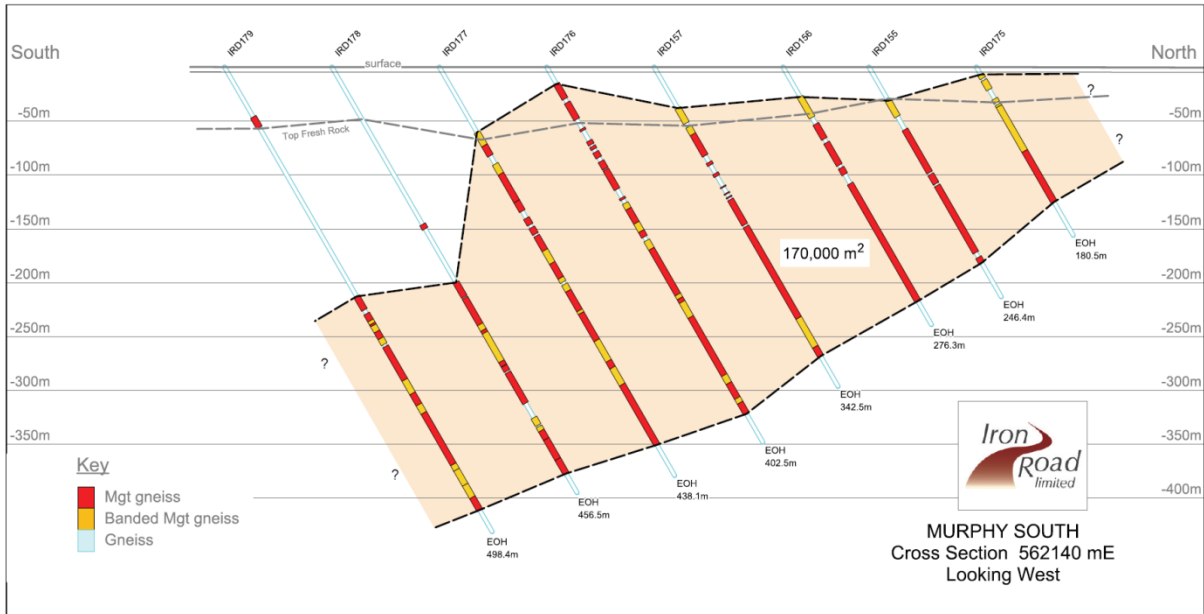 South
North
IRD179
IRD178
IRD177
IRD176
IRD157
IRD156
IRD155
IRD175
surface
Top Fresh Rock
-50m
-50m
-100m
-100m
-150m
-150m
-200m
-200m
-250m
-250m
-300m
-300m
-350m
-350m
-400m
?
?
?
?
170,000 m²
EOH
180.5m
EOH
246.4m
EOH
276.3m
EOH
342.5m
EOH
402.5m
EOH
438.1m
EOH
456.5m
EOH
498.4m
Key
Mgt gneiss
Banded Mgt gneiss
Gneiss
Iron
Road
limited
MURPHY SOUTH
Cross Section 562140 mE
Looking West